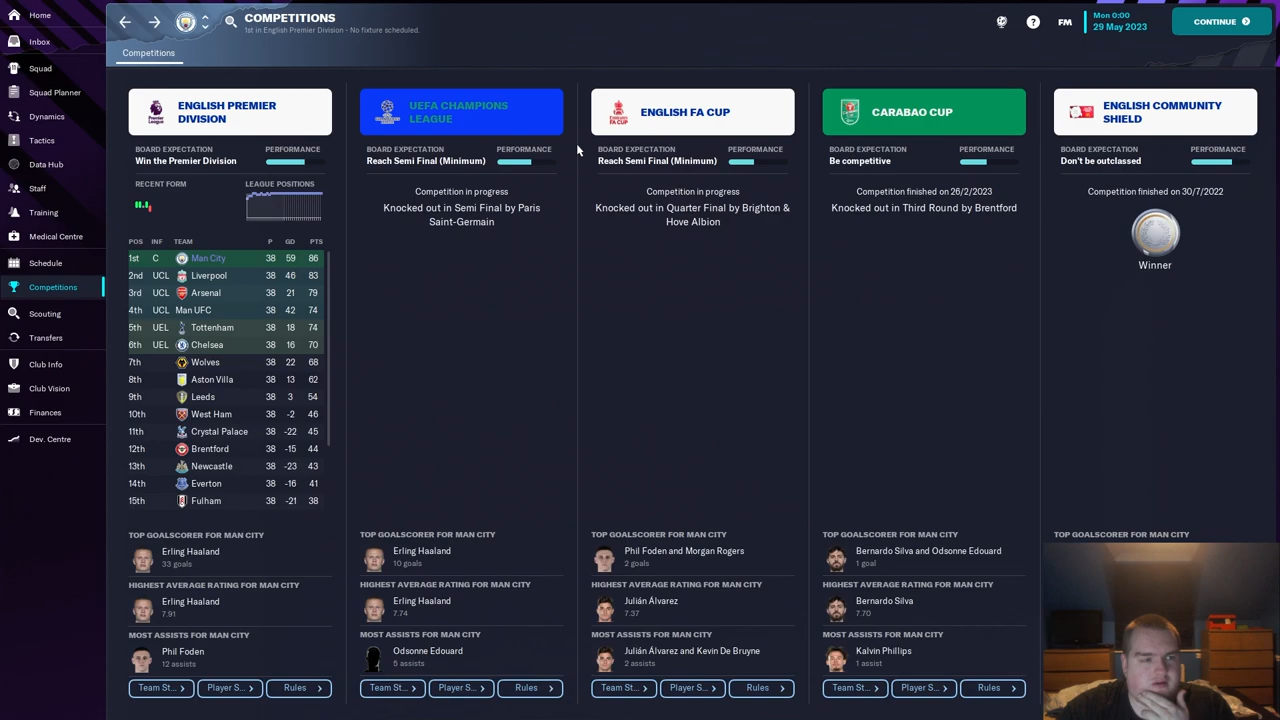 Home
Inbox
Squad
Squad Planner
Dynamics
Tactics
Data Hub
Staff
Training
Medical Centre
Schedule
Competitions
Scouting
Transfers
Club Info
Club Vision
Finances
Dev. Centre
COMPETITIONS
1st in English Premier Division - No fixture scheduled.
?
FM
Mon 0:00
29 May 2023
CONTINUE
Competitions
ENGLISH PREMIER
DIVISION
BOARD EXPECTATION PERFORMANCE
Win the Premier Division
RECENT FORM LEAGUE POSITIONS
POS INF TEAM P GD PTS
1st C Man City 38 59 86
2nd UCL Liverpool 38 46 83
3rd UCL Arsenal 38 21 79
4th UCL Man UFC 38 42 74
5th UEL Tottenham 38 18 74
6th UEL Chelsea 38 16 70
7th Wolves 38 22 68
8th Aston Villa 38 13 62
9th Leeds 38 3 54
10th West Ham 38 -2 46
11th Crystal Palace 38 -22 45
12th Brentford 38 -15 44
13th Newcastle 38 -23 43
14th Everton 38 -16 41
15th Fulham 38 -21 38
TOP GOALSCORER FOR MAN CITY
Erling Haaland
33 goals
HIGHEST AVERAGE RATING FOR MAN CITY
Erling Haaland
7.91
MOST ASSISTS FOR MAN CITY
Phil Foden
12 assists
Team St... Player S... Rules
UEFA CHAMPIONS
LEAGUE
BOARD EXPECTATION PERFORMANCE
Reach Semi Final (Minimum)
Competition in progress
Knocked out in Semi Final by Paris
Saint-Germain
TOP GOALSCORER FOR MAN CITY
Erling Haaland
10 goals
HIGHEST AVERAGE RATING FOR MAN CITY
Erling Haaland
7.74
MOST ASSISTS FOR MAN CITY
Odsonne Edouard
5 assists
Team St... Player S... Rules
ENGLISH FA CUP
BOARD EXPECTATION PERFORMANCE
Reach Semi Final (Minimum)
Competition in progress
Knocked out in Quarter Final by Brighton &
Hove Albion
TOP GOALSCORER FOR MAN CITY
Phil Foden and Morgan Rogers
2 goals
HIGHEST AVERAGE RATING FOR MAN CITY
Julián Álvarez
7.37
MOST ASSISTS FOR MAN CITY
Julián Álvarez and Kevin De Bruyne
2 assists
Team St... Player S... Rules
CARABAO CUP
BOARD EXPECTATION PERFORMANCE
Be competitive
Competition finished on 26/2/2023
Knocked out in Third Round by Brentford
TOP GOALSCORER FOR MAN CITY
Bernardo Silva and Odsonne Edouard
1 goal
HIGHEST AVERAGE RATING FOR MAN CITY
Bernardo Silva
7.70
MOST ASSISTS FOR MAN CITY
Kalvin Phillips
1 assist
Team St... Player S... Rules
ENGLISH COMMUNITY
SHIELD
BOARD EXPECTATION PERFORMANCE
Don't be outclassed
Competition finished on 30/7/2022
Winner
TOP GOALSCORER FOR MAN CITY